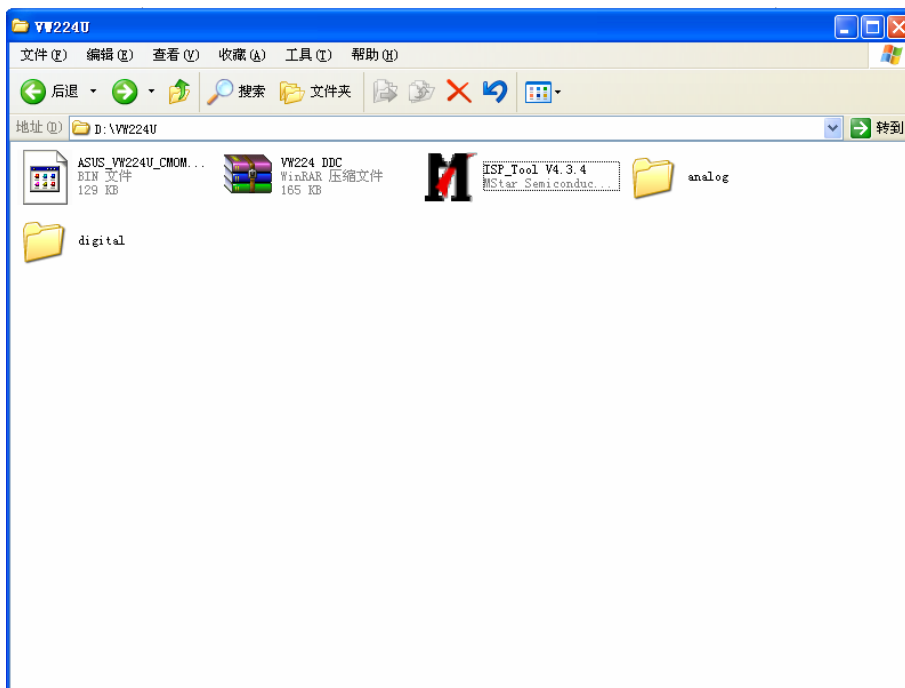 VW224U
文件(F) 编辑(E) 查看(V) 收藏(A) 工具(T) 帮助(H)
后退 搜索 文件夹
地址(D) D:\VW224U 转到
ASUS_VW224U_CMOM...
BIN 文件
129 KB
VW224 DDC
WinRAR 压缩文件
165 KB
ISP_Tool V4.3.4
MStar Semiconduc...
analog
digital